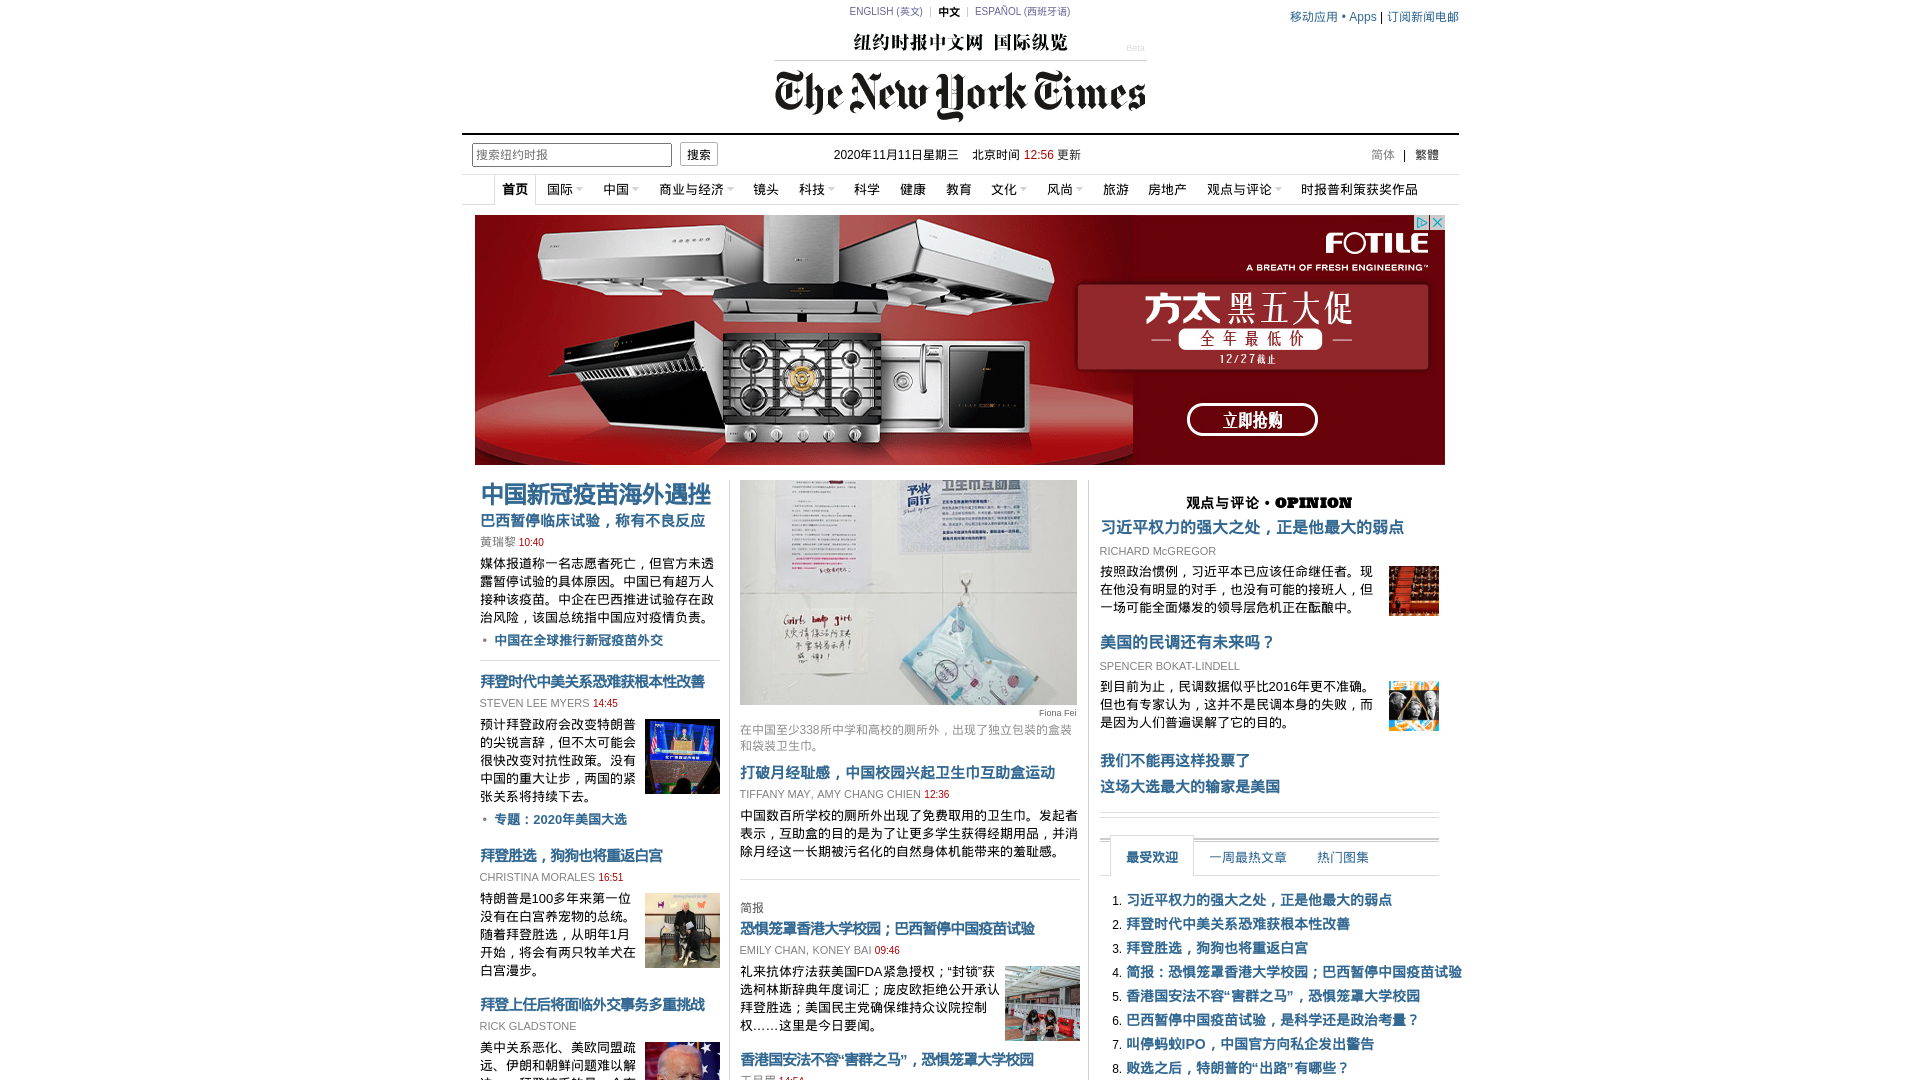 ENGLISH (英文) | 中文 | ESPAÑOL (西班牙语)
移动应用 • Apps | 订阅新闻电邮
纽约时报中文网 国际纵览
Beta
The New York Times
搜索纽约时报 搜索
2020年11月11日星期三 北京时间 12:56 更新
简体 | 繁體
首页 国际 中国 商业与经济 镜头 科技 科学 健康 教育 文化 风尚 旅游 房地产 观点与评论 时报普利策获奖作品
FOTILE
A BREATH OF FRESH ENGINEERING™
方太 黑五大促
全年最低价
12/27截止
立即抢购
中国新冠疫苗海外遇挫
巴西暂停临床试验，称有不良反应
黄瑞黎 10:40
媒体报道称一名志愿者死亡，但官方未透
露暂停试验的具体原因。中国已有超万人
接种该疫苗。中企在巴西推进试验存在政
治风险，该国总统指中国应对疫情负责。
• 中国在全球推行新冠疫苗外交
拜登时代中美关系恐难获根本性改善
STEVEN LEE MYERS 14:45
预计拜登政府会改变特朗普
的尖锐言辞，但不太可能会
很快改变对抗性政策。没有
中国的重大让步，两国的紧
张关系将持续下去。
• 专题：2020年美国大选
拜登胜选，狗狗也将重返白宫
CHRISTINA MORALES 16:51
特朗普是100多年来第一位
没有在白宫养宠物的总统。
随着拜登胜选，从明年1月
开始，将会有两只牧羊犬在
白宫漫步。
拜登上任后将面临外交事务多重挑战
RICK GLADSTONE
美中关系恶化、美欧同盟疏
远、伊朗和朝鲜问题难以解
予光同行
卫生巾互助盒
Girls help girls
Fiona Fei
在中国至少338所中学和高校的厕所外，出现了独立包装的盒装
和袋装卫生巾。
打破月经耻感，中国校园兴起卫生巾互助盒运动
TIFFANY MAY, AMY CHANG CHIEN 12:36
中国数百所学校的厕所外出现了免费取用的卫生巾。发起者
表示，互助盒的目的是为了让更多学生获得经期用品，并消
除月经这一长期被污名化的自然身体机能带来的羞耻感。
简报
恐惧笼罩香港大学校园；巴西暂停中国疫苗试验
EMILY CHAN, KONEY BAI 09:46
礼来抗体疗法获美国FDA紧急授权；“封锁”获
选柯林斯辞典年度词汇；庞皮欧拒绝公开承认
拜登胜选；美国民主党确保维持众议院控制
权……这里是今日要闻。
香港国安法不容“害群之马”，恐惧笼罩大学校园
王月眉 14:54
观点与评论 • OPINION
习近平权力的强大之处，正是他最大的弱点
RICHARD McGREGOR
按照政治惯例，习近平本已应该任命继任者。现
在他没有明显的对手，也没有可能的接班人，但
一场可能全面爆发的领导层危机正在酝酿中。
美国的民调还有未来吗？
SPENCER BOKAT-LINDELL
到目前为止，民调数据似乎比2016年更不准确。
但也有专家认为，这并不是民调本身的失败，而
是因为人们普遍误解了它的目的。
我们不能再这样投票了
这场大选最大的输家是美国
最受欢迎 一周最热文章 热门图集
1. 习近平权力的强大之处，正是他最大的弱点
2. 拜登时代中美关系恐难获根本性改善
3. 拜登胜选，狗狗也将重返白宫
4. 简报：恐惧笼罩香港大学校园；巴西暂停中国疫苗试验
5. 香港国安法不容“害群之马”，恐惧笼罩大学校园
6. 巴西暂停中国疫苗试验，是科学还是政治考量？
7. 叫停蚂蚁IPO，中国官方向私企发出警告
8. 败选之后，特朗普的“出路”有哪些？